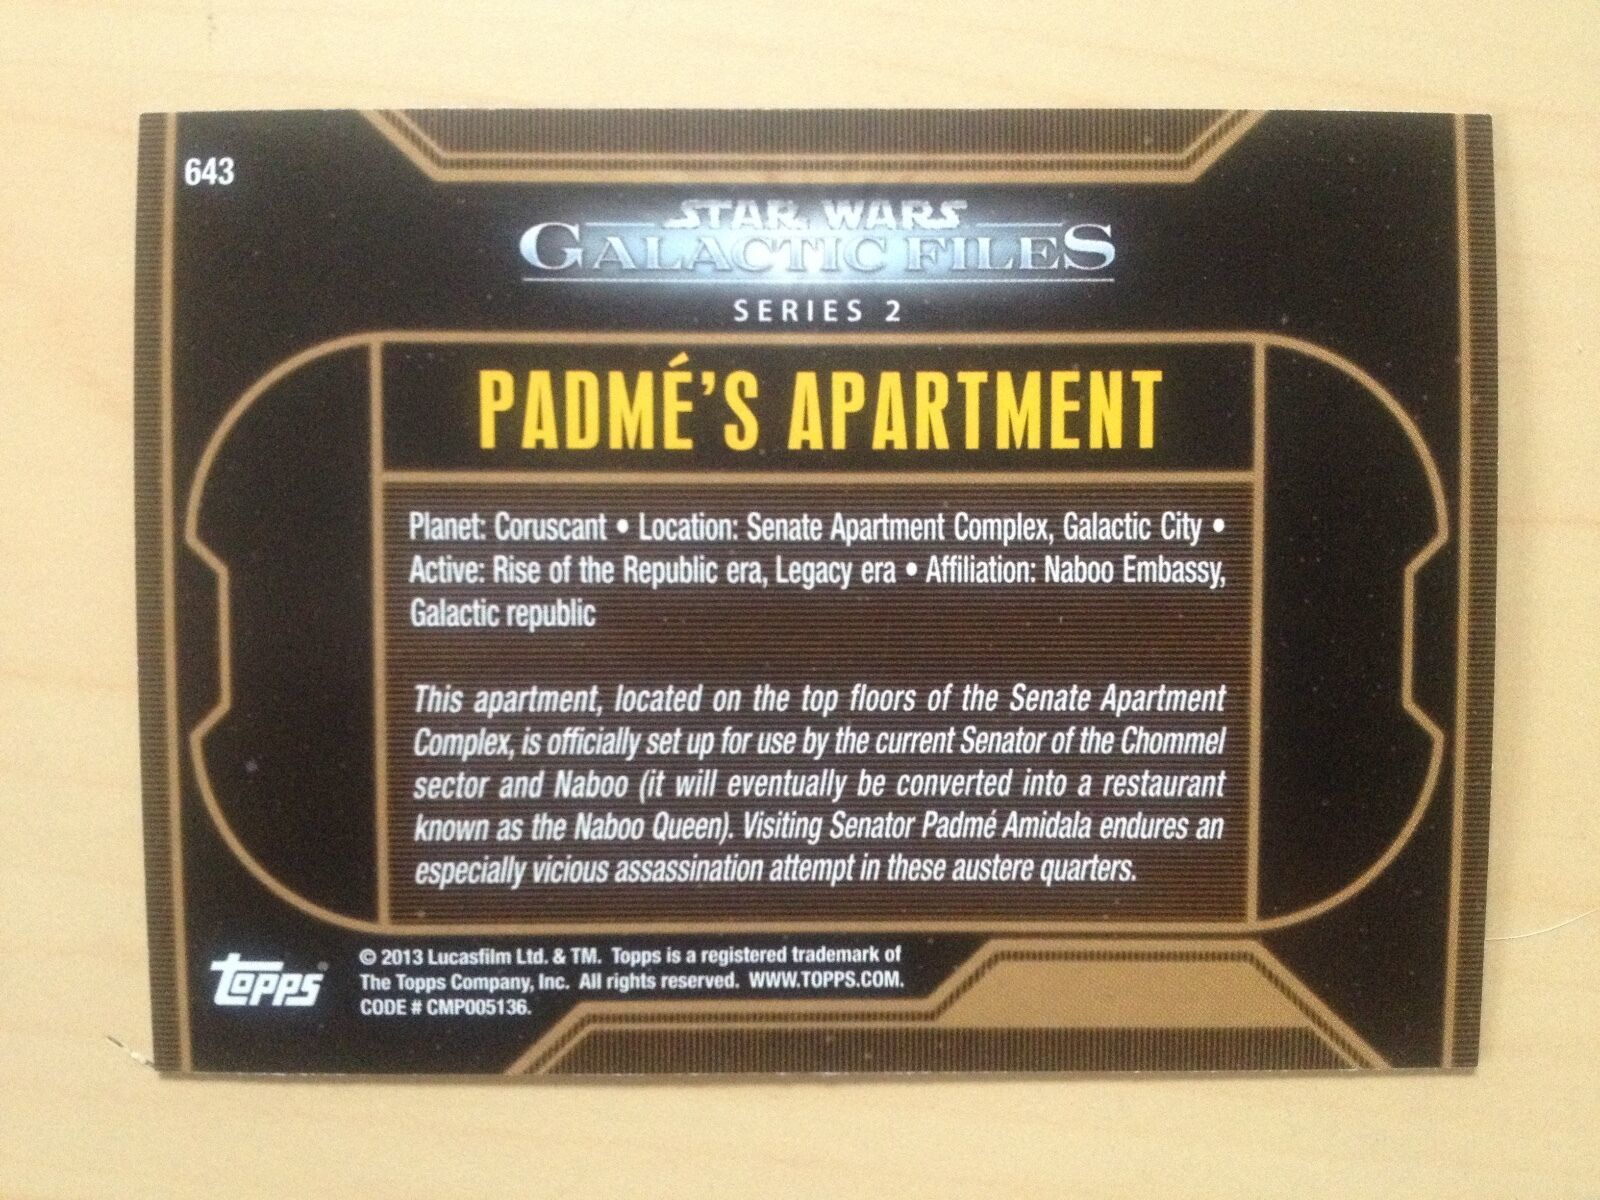 643
STAR WARS
GALACTIC FILES
SERIES 2
PADMÉ'S APARTMENT
Planet: Coruscant • Location: Senate Apartment Complex, Galactic City •
Active: Rise of the Republic era, Legacy era • Affiliation: Naboo Embassy,
Galactic republic
This apartment, located on the top floors of the Senate Apartment
Complex, is officially set up for use by the current Senator of the Chommel
sector and Naboo (it will eventually be converted into a restaurant
known as the Naboo Queen). Visiting Senator Padmé Amidala endures an
especially vicious assassination attempt in these austere quarters.
topps®
© 2013 Lucasfilm Ltd. & TM. Topps is a registered trademark of
The Topps Company, Inc. All rights reserved. WWW.TOPPS.COM.
CODE # CMP005136.